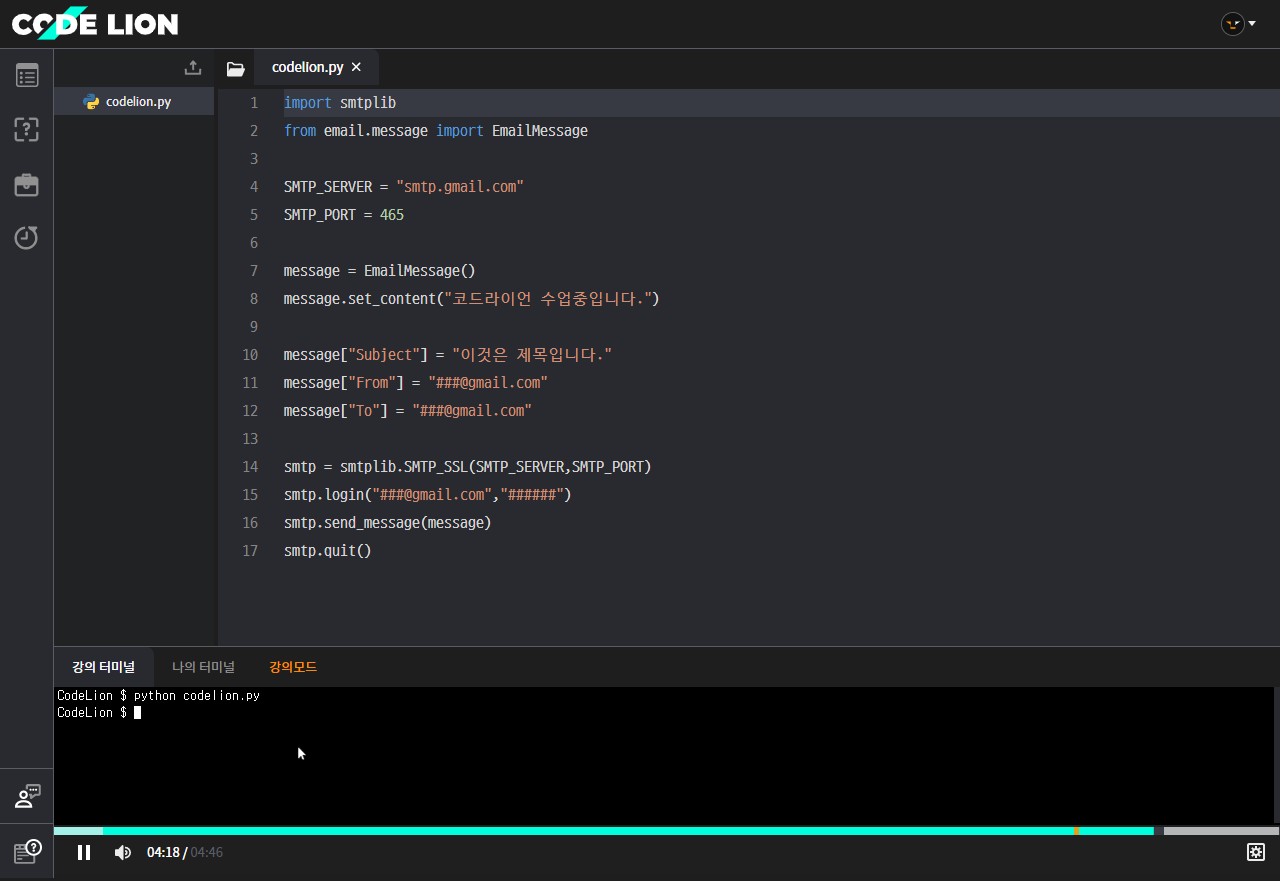 CODE LION
codelion.py
codelion.py ×
1 import smtplib
2 from email.message import EmailMessage
3
4 SMTP_SERVER = "smtp.gmail.com"
5 SMTP_PORT = 465
6
7 message = EmailMessage()
8 message.set_content("코드라이언 수업중입니다.")
9
10 message["Subject"] = "이것은 제목입니다."
11 message["From"] = "###@gmail.com"
12 message["To"] = "###@gmail.com"
13
14 smtp = smtplib.SMTP_SSL(SMTP_SERVER,SMTP_PORT)
15 smtp.login("###@gmail.com","######")
16 smtp.send_message(message)
17 smtp.quit()
강의 터미널 나의 터미널 강의모드
CodeLion $ python codelion.py
CodeLion $
04:18 / 04:46